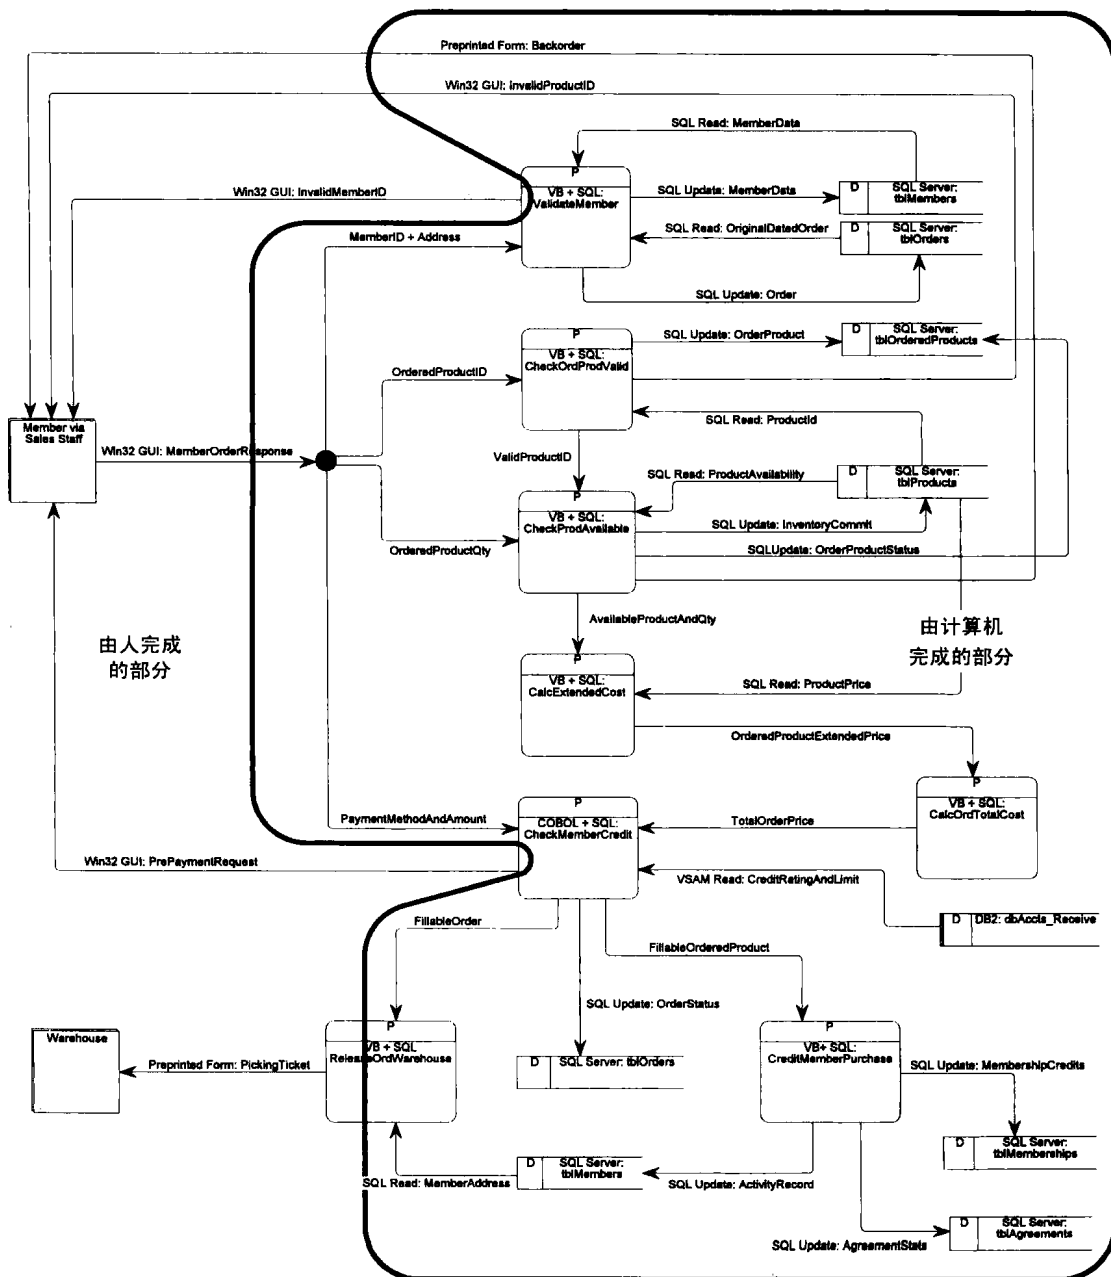 Preprinted Form: Backorder
Win32 GUI: InvalidProductID
SQL Read: MemberData
P
VB + SQL:
ValidateMember
Win32 GUI: InvalidMemberID
SQL Update: MemberData
D
SQL Server:
tblMembers
MemberID + Address
SQL Read: OriginalDatedOrder
D
SQL Server:
tblOrders
SQL Update: Order
P
VB + SQL:
CheckOrdProdValid
SQL Update: OrderProduct
D
SQL Server:
tblOrderedProducts
OrderedProductID
SQL Read: ProductId
Member via
Sales Staff
Win32 GUI: MemberOrderResponse
ValidProductID
SQL Read: ProductAvailability
D
SQL Server:
tblProducts
P
VB + SQL:
CheckProdAvailable
SQL Update: InventoryCommit
OrderedProductQty
SQLUpdate: OrderProductStatus
AvailableProductAndQty
由人完成
的部分
由计算机
完成的部分
P
VB + SQL:
CalcExtendedCost
SQL Read: ProductPrice
OrderedProductExtendedPrice
P
VB + SQL:
CalcOrdTotalCost
P
COBOL + SQL:
CheckMemberCredit
PaymentMethodAndAmount
TotalOrderPrice
Win32 GUI: PrePaymentRequest
VSAM Read: CreditRatingAndLimit
D
DB2: dbAccts_Receive
FillableOrder
FillableOrderedProduct
SQL Update: OrderStatus
Warehouse
Preprinted Form: PickingTicket
P
VB + SQL
ReleaseOrdWarehouse
D
SQL Server: tblOrders
P
VB+ SQL:
CreditMemberPurchase
SQL Update: MembershipCredits
D
SQL Server:
tblMemberships
SQL Read: MemberAddress
D
SQL Server:
tblMembers
SQL Update: ActivityRecord
D
SQL Server:
tblAgreements
SQL Update: AgreementStats